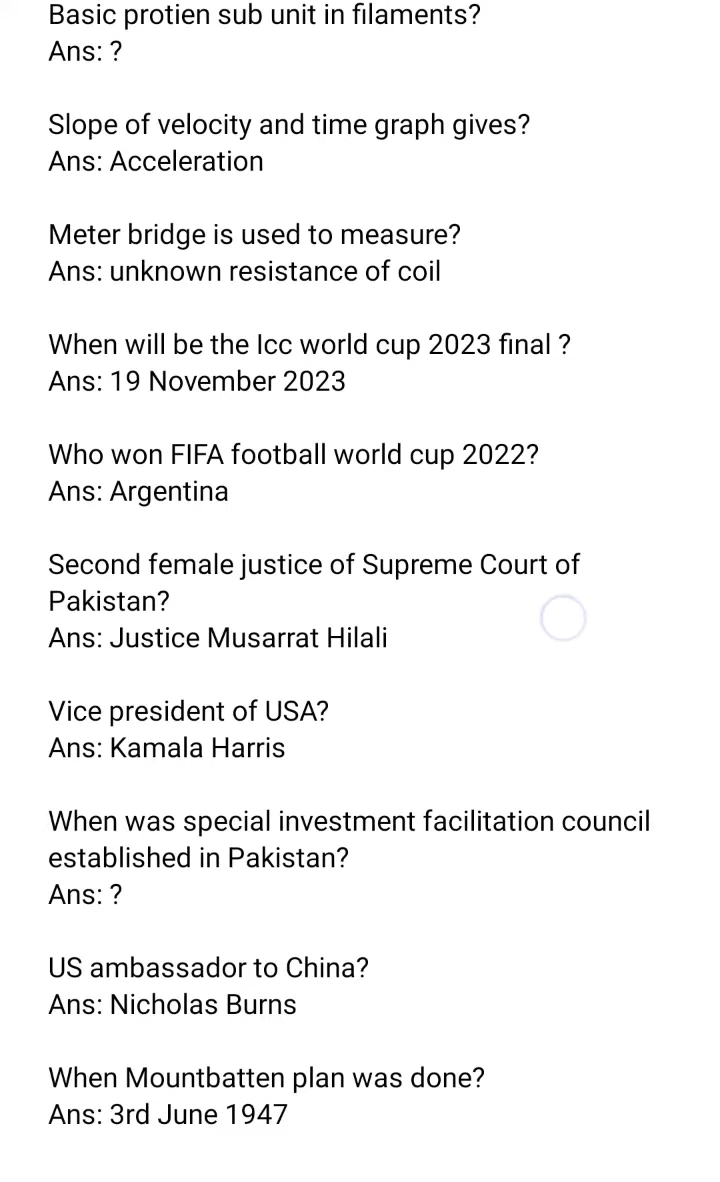 Basic protien sub unit in filaments?
Ans: ?
Slope of velocity and time graph gives?
Ans: Acceleration
Meter bridge is used to measure?
Ans: unknown resistance of coil
When will be the Icc world cup 2023 final ?
Ans: 19 November 2023
Who won FIFA football world cup 2022?
Ans: Argentina
Second female justice of Supreme Court of
Pakistan?
Ans: Justice Musarrat Hilali
Vice president of USA?
Ans: Kamala Harris
When was special investment facilitation council
established in Pakistan?
Ans: ?
US ambassador to China?
Ans: Nicholas Burns
When Mountbatten plan was done?
Ans: 3rd June 1947